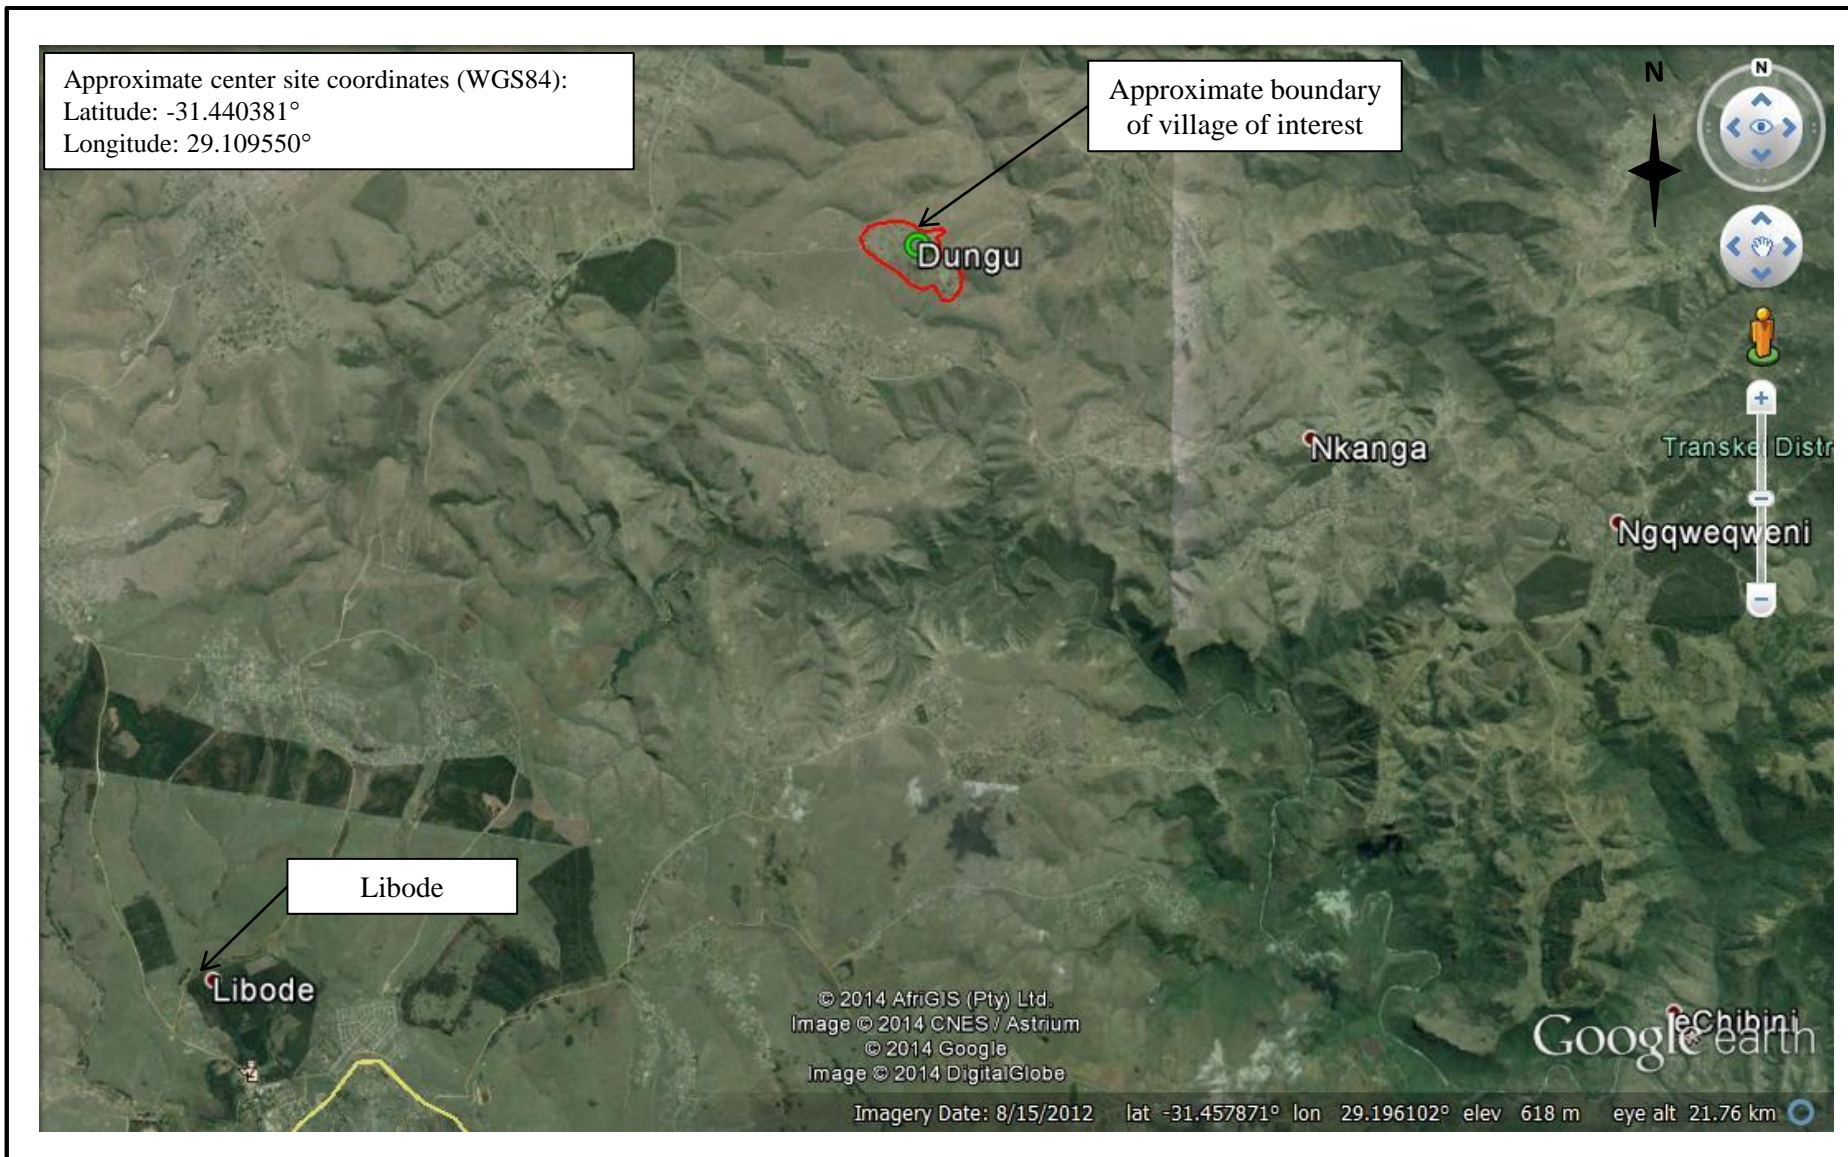 Approximate center site coordinates (WGS84):
Latitude: -31.440381°
Longitude: 29.109550°
Approximate boundary
of village of interest
N
N
Dungu
Nkanga
Transkei Distr
Ngqweqweni
Libode
Libode
© 2014 AfriGIS (Pty) Ltd.
Image © 2014 CNES / Astrium
© 2014 Google
Image © 2014 DigitalGlobe
eChibini
Google earth
Imagery Date: 8/15/2012 lat -31.457871° lon 29.196102° elev 618 m eye alt 21.76 km